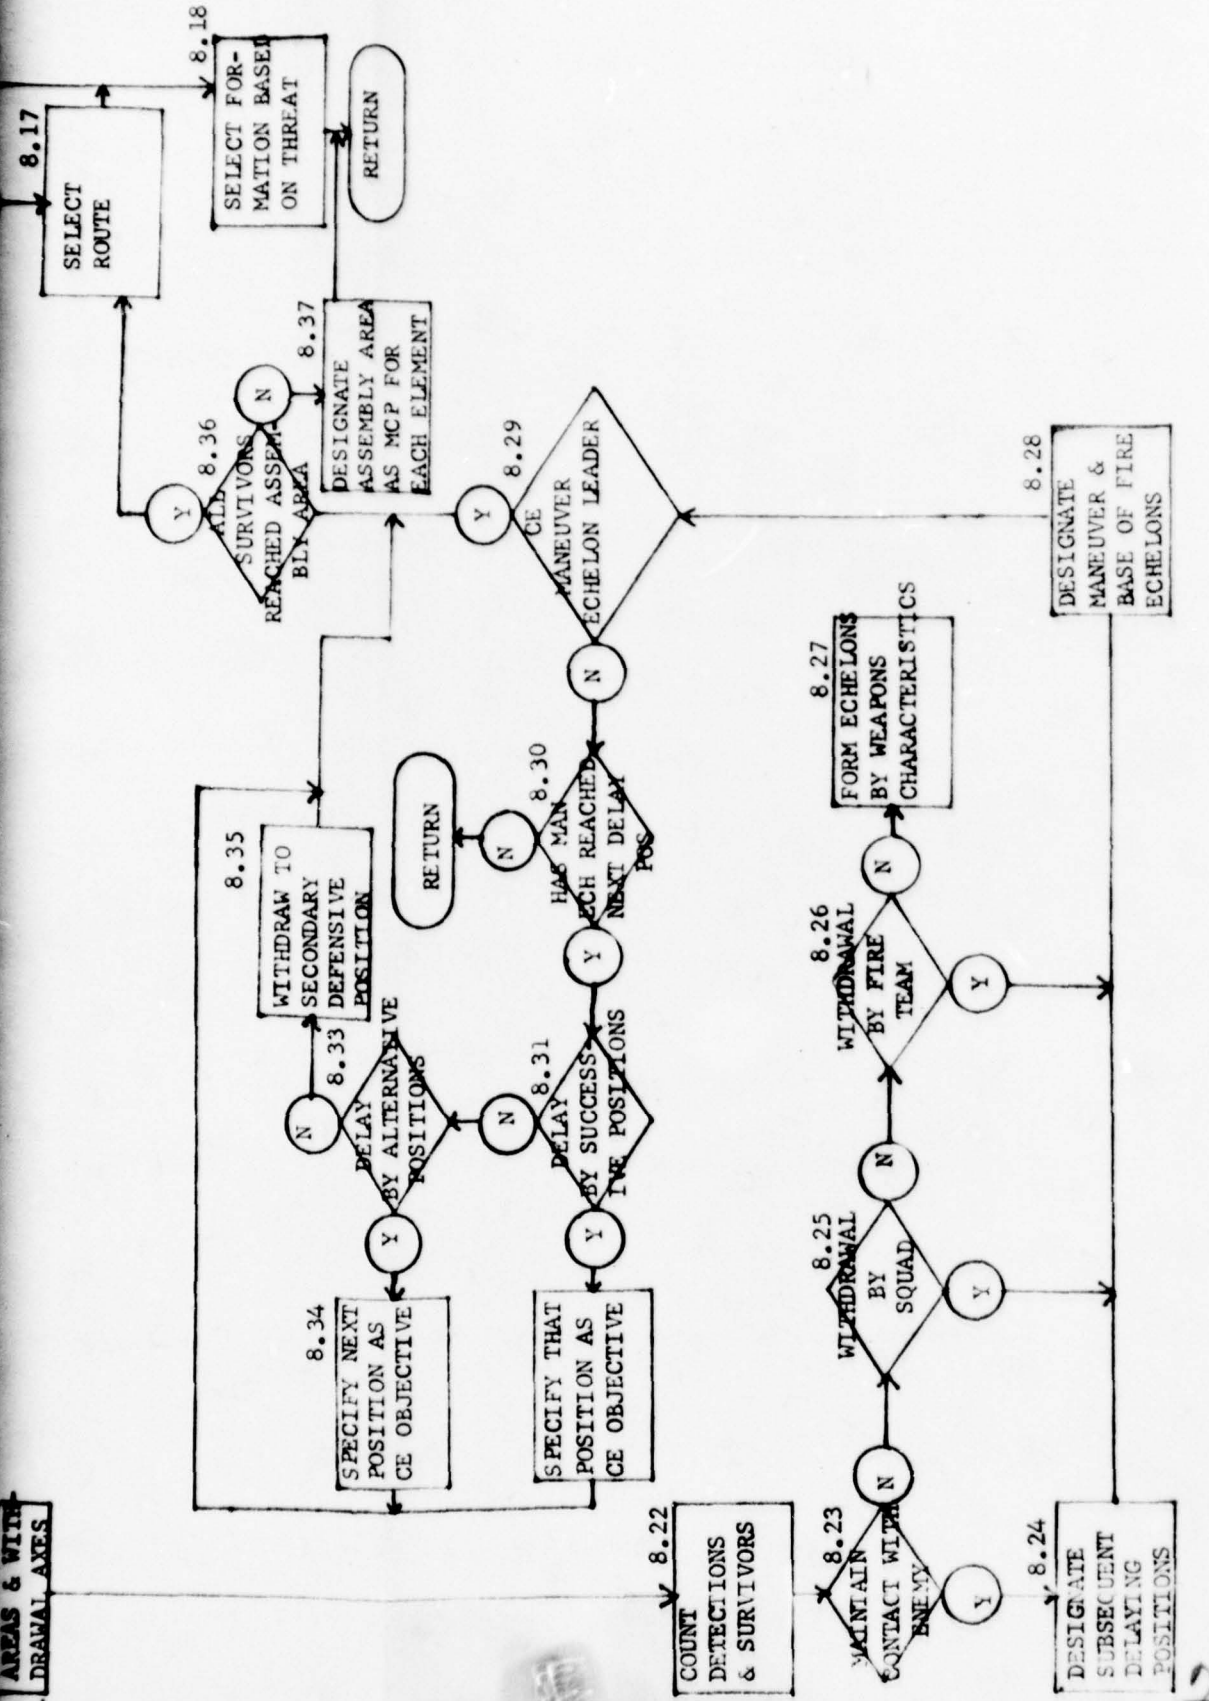 AREAS & WITH-
DRAWAL AXES
8.22
COUNT
DETECTIONS
& SURVIVORS
8.23
MAINTAIN
CONTACT WITH
ENEMY
N
Y
8.24
DESIGNATE
SUBSEQUENT
DELAYING
POSITIONS
8.25
WITHDRAWAL
BY
SQUAD
N
Y
8.26
WITHDRAWAL
BY FIRE
TEAM
N
Y
8.27
FORM ECHELONS
BY WEAPONS
CHARACTERISTICS
8.28
DESIGNATE
MANEUVER &
BASE OF FIRE
ECHELONS
8.29
CE
MANEUVER
ECHELON LEADER
Y
N
8.30
HAS MAN
ECH REACHED
NEXT DELAY
POS
N
Y
RETURN
8.31
DELAY
BY SUCCESS-
IVE POSITIONS
N
Y
SPECIFY THAT
POSITION AS
CE OBJECTIVE
8.33
DELAY
BY ALTERNATIVE
POSITIONS
N
Y
8.34
SPECIFY NEXT
POSITION AS
CE OBJECTIVE
8.35
WITHDRAW TO
SECONDARY
DEFENSIVE
POSITION
8.36
ALL
SURVIVORS
REACHED ASSEM-
BLY AREA
Y
N
8.37
DESIGNATE
ASSEMBLY AREA
AS MCP FOR
EACH ELEMENT
8.17
SELECT
ROUTE
8.18
SELECT FOR-
MATION BASED
ON THREAT
RETURN